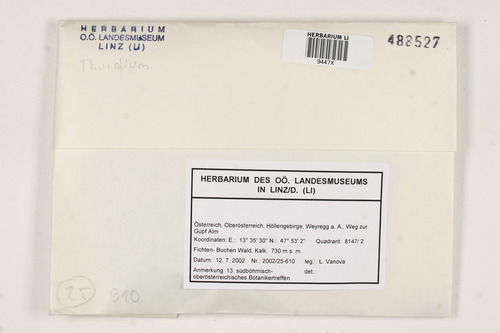 HERBARIUM
O.Ö. LANDESMUSEUM
LINZ (LI)
HERBARIUM LI
9447X
488527
Thuidium
HERBARIUM DES OÖ. LANDESMUSEUMS
IN LINZ/D. (LI)
Österreich, Oberösterreich, Höllengebirge, Weyregg a. A., Weg zur
Gupf Alm
Koordinaten: E.: 13° 35' 30" N.: 47° 53' 2" Quadrant: 8147/ 2
Fichten- Buchen Wald, Kalk, 730 m s. m.
Datum: 12. 7. 2002 Nr.: 2002/25-610 leg.: L. Vanova
Anmerkung: 13. südböhmisch- det.:
oberösterreichisches Botanikertreffen
25 610